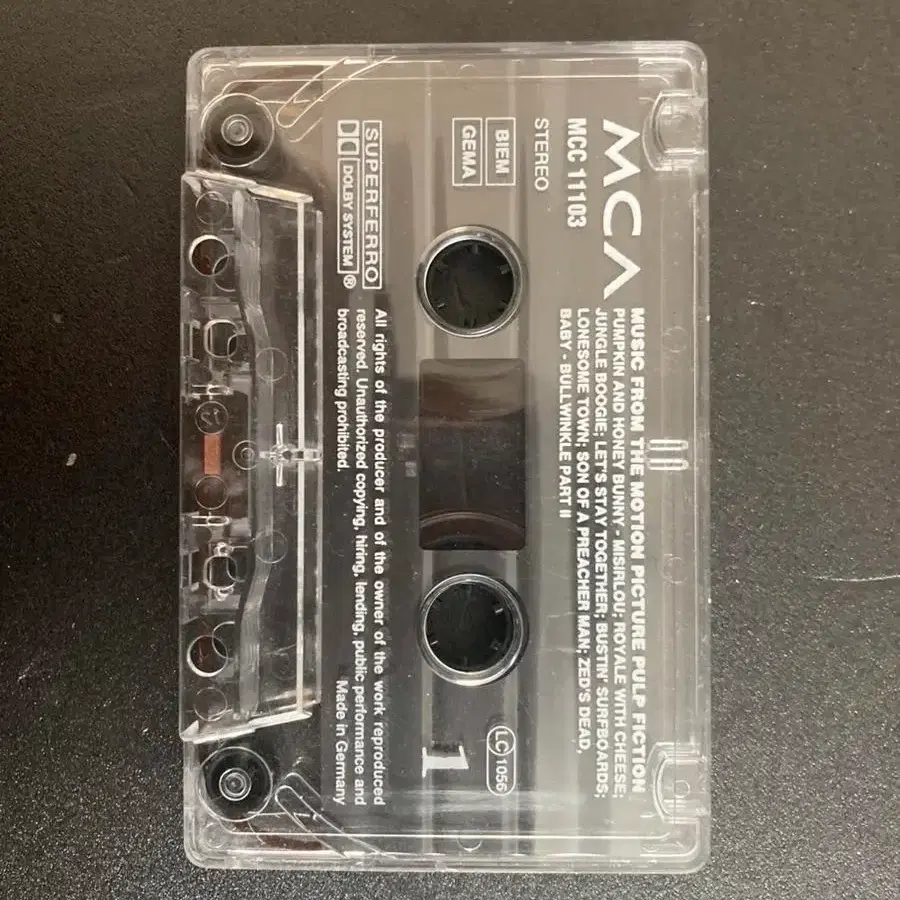 MCA
MCC 11103
STEREO
BIEM
GEMA
MUSIC FROM THE MOTION PICTURE PULP FICTION
PUMPKIN AND HONEY BUNNY - MISIRLOU; ROYALE WITH CHEESE;
JUNGLE BOOGIE; LET'S STAY TOGETHER; BUSTIN' SURFBOARDS;
LONESOME TOWN; SON OF A PREACHER MAN; ZED'S DEAD,
BABY - BULLWINKLE PART II
LC 1056
1
SUPERFERRO
DOLBY SYSTEM®
All rights of the producer and of the owner of the work reproduced
reserved. Unauthorized copying, hiring, lending, public performance and
broadcasting prohibited.
Made in Germany